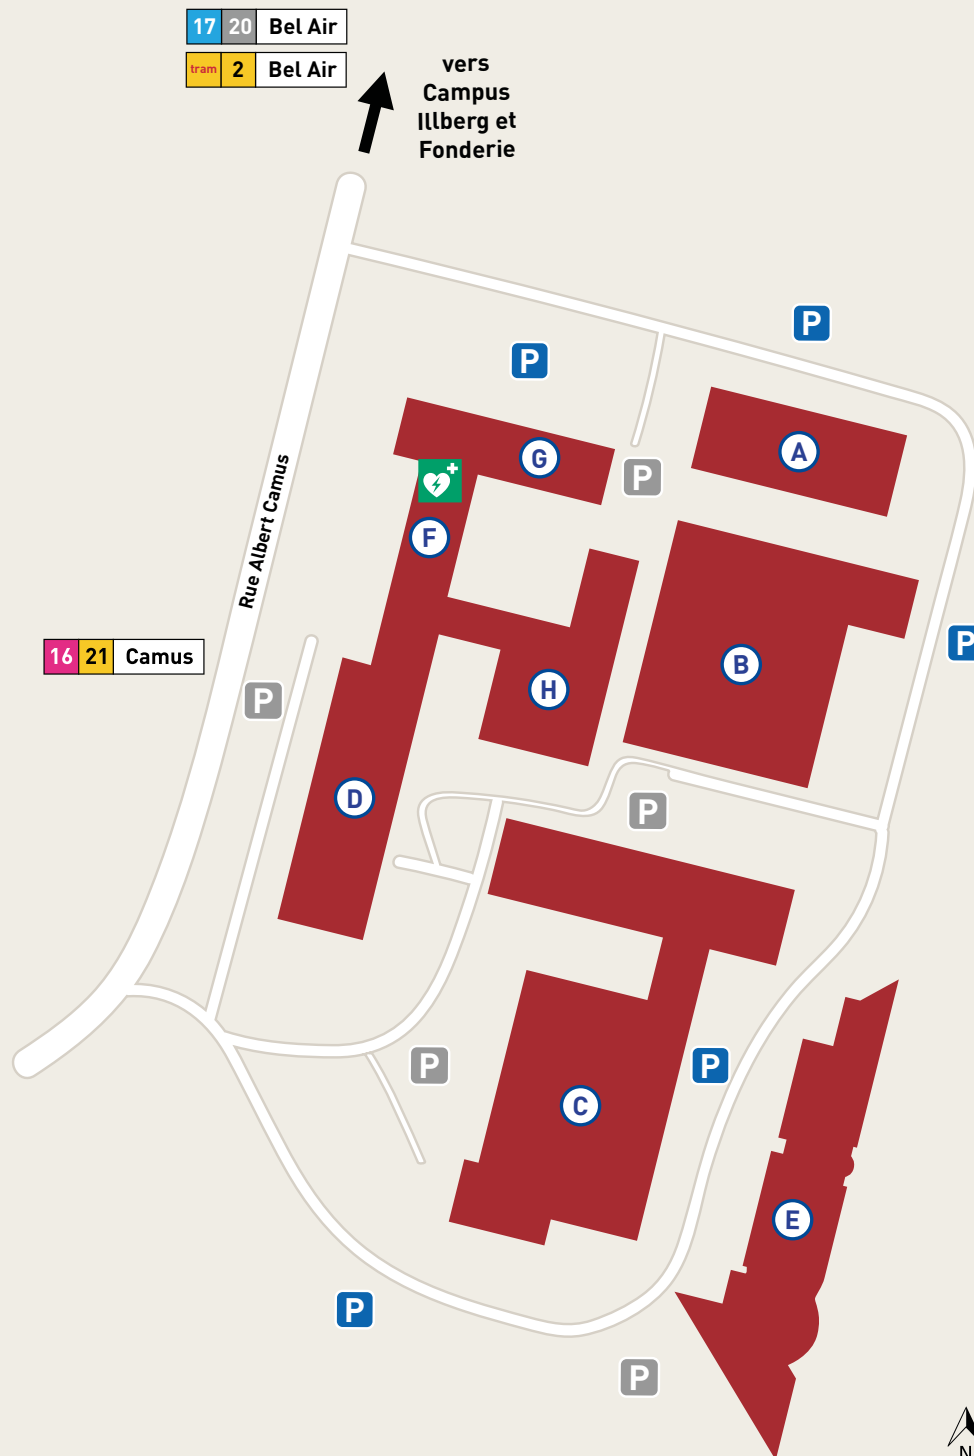 17 20 Bel Air
tram 2 Bel Air
vers
Campus
Illberg et
Fonderie
P
P
A
G
P
F
Rue Albert Camus
16 21 Camus
P
B
H
P
D
P
P
P
C
E
P
P
N